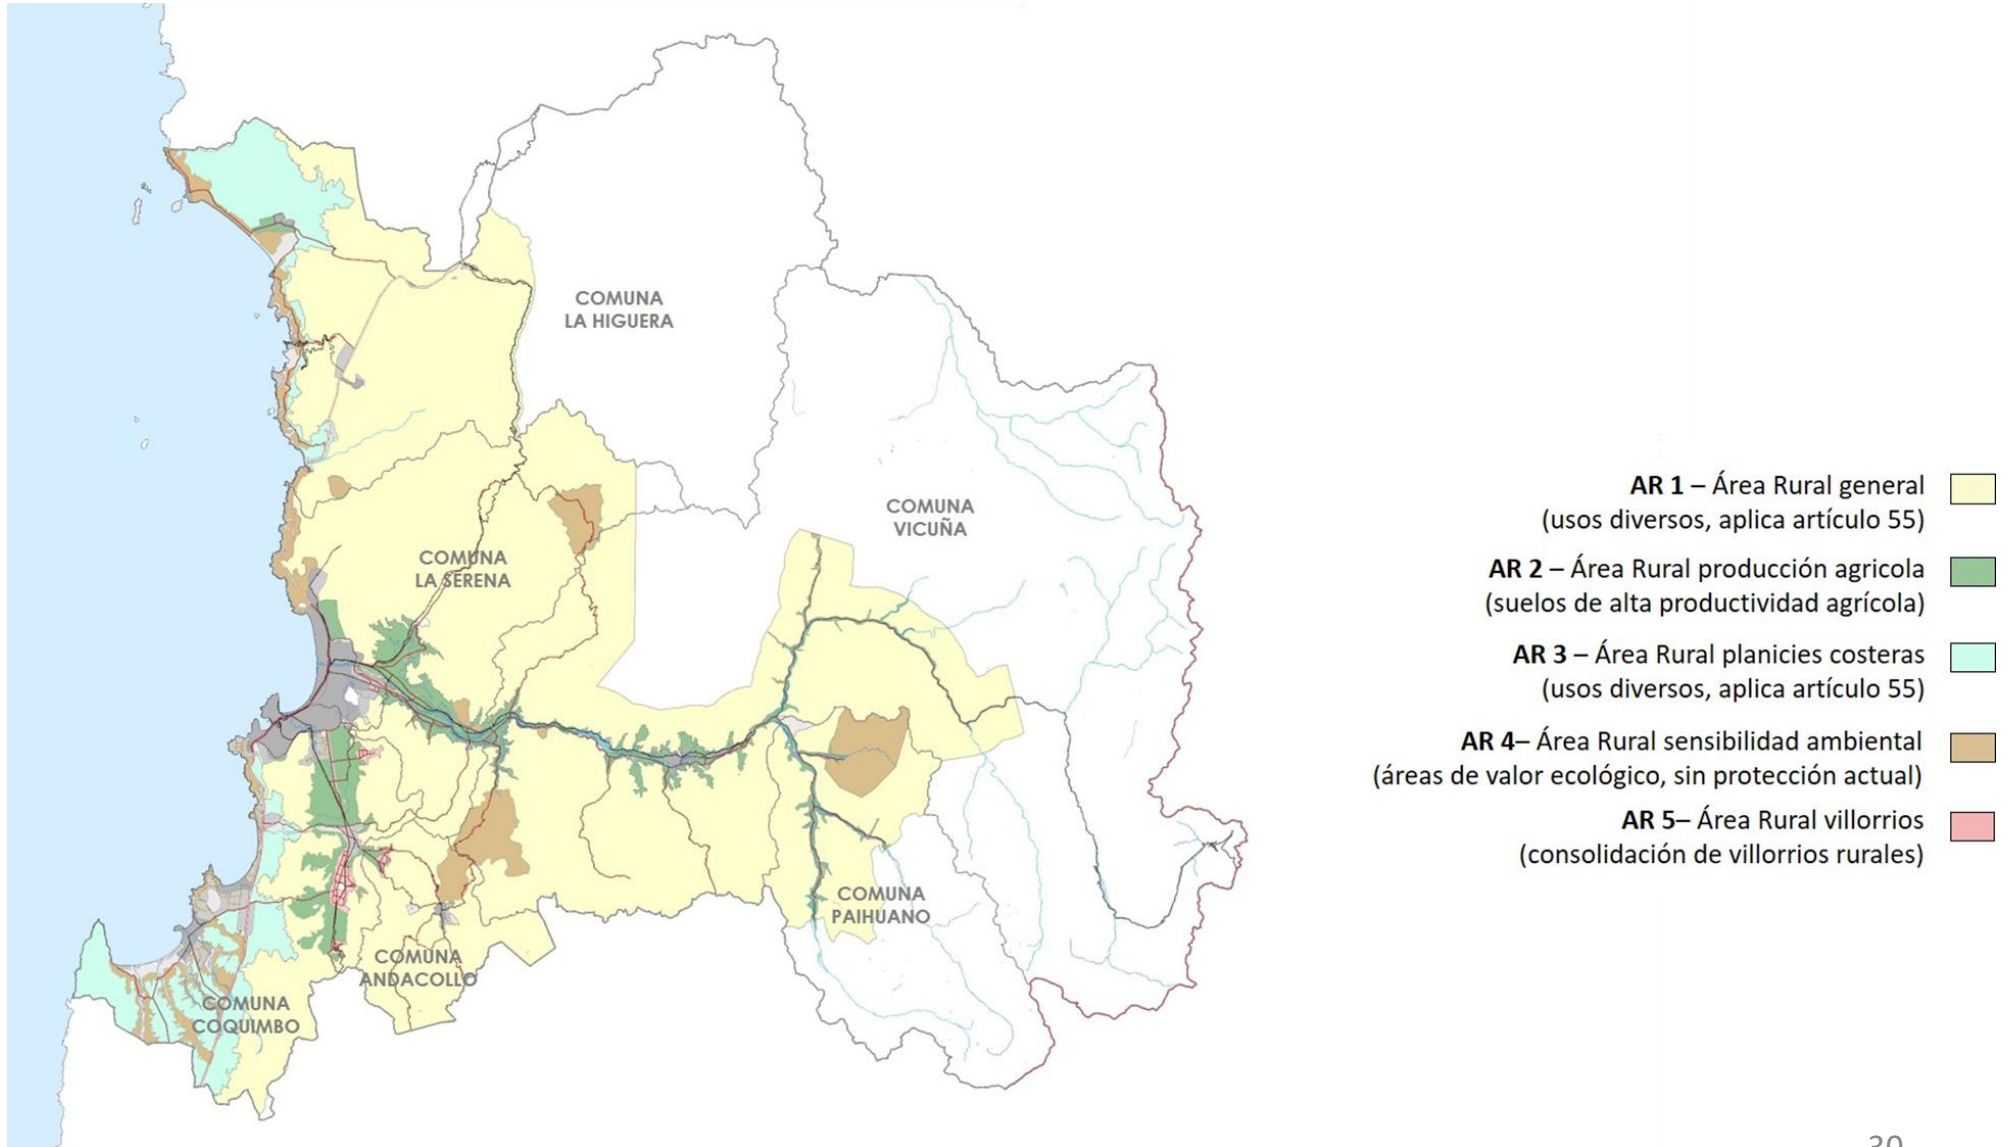 COMUNA
LA HIGUERA
COMUNA
VICUÑA
COMUNA
LA SERENA
COMUNA
PAIHUANO
COMUNA
ANDACOLLO
COMUNA
COQUIMBO
AR 1 – Área Rural general
(usos diversos, aplica artículo 55)
AR 2 – Área Rural producción agricola
(suelos de alta productividad agrícola)
AR 3 – Área Rural planicies costeras
(usos diversos, aplica artículo 55)
AR 4– Área Rural sensibilidad ambiental
(áreas de valor ecológico, sin protección actual)
AR 5– Área Rural villorrios
(consolidación de villorrios rurales)
30